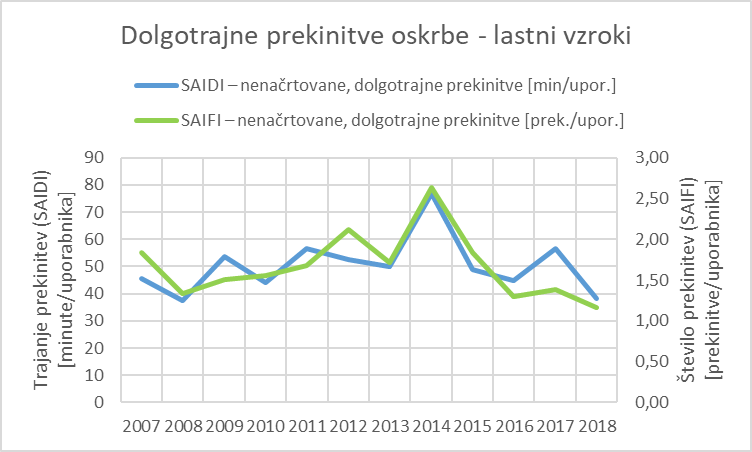 Dolgotrajne prekinitve oskrbe - lastni vzroki
SAIDI – nenačrtovane, dolgotrajne prekinitve [min/upor.]
SAIFI – nenačrtovane, dolgotrajne prekinitve [prek./upor.]
Trajanje prekinitev (SAIDI)
[minute/uporabnika]
90
80
70
60
50
40
30
20
10
0
3,00
2,50
2,00
1,50
1,00
0,50
0,00
Število prekinitev (SAIFI)
[prekinitve/uporabnika]
2007 2008 2009 2010 2011 2012 2013 2014 2015 2016 2017 2018